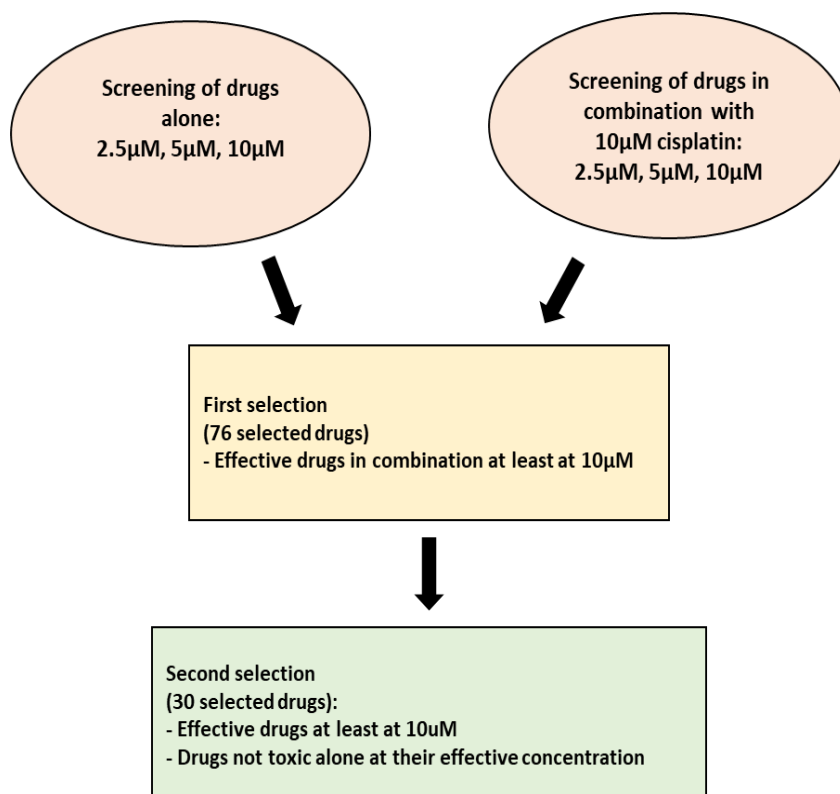 Screening of drugs
alone:
2.5µM, 5µM, 10µM
Screening of drugs in
combination with
10µM cisplatin:
2.5µM, 5µM, 10µM
First selection
(76 selected drugs)
- Effective drugs in combination at least at 10µM
Second selection
(30 selected drugs):
- Effective drugs at least at 10uM
- Drugs not toxic alone at their effective concentration